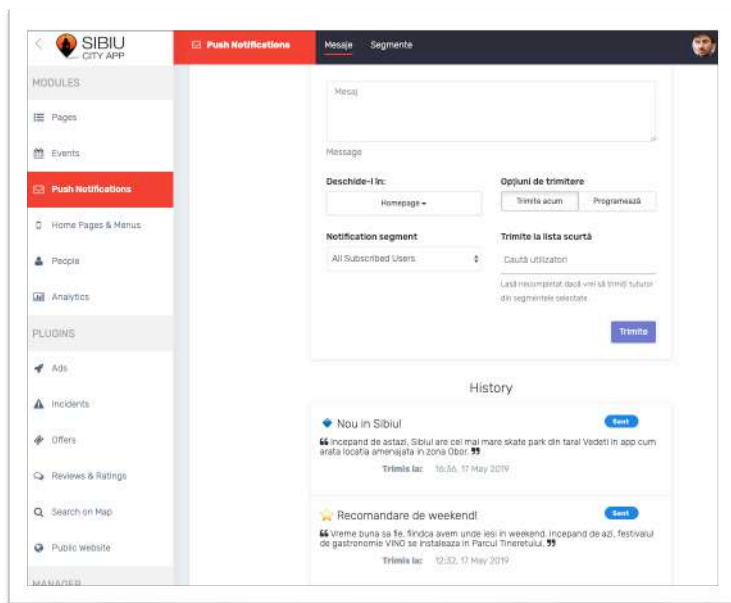 SIBIU
CITY APP
Push Notifications
Mesaje
Segmente
MODULES
Pages
Events
Push Notifications
Home Pages & Menus
People
Analytics
PLUGINS
Ads
Incidents
Offers
Reviews & Ratings
Search on Map
Public website
MANAGER
Mesaj
Message
Deschide-l în:
Opțiuni de trimitere
Homepage
Trimite acum
Programează
Notification segment
Trimite la lista scurtă
All Subscribed Users
Caută utilizatori
Lasă necompletat dacă vrei să trimiți tuturor
din segmentele selectate.
Trimite
History
Nou in Sibiu!
Sent
❝ Incepand de astazi, Sibiul are cel mai mare skate park din tara! Vedeti in app cum
arata locatia amenajata in zona Obor. ❞
Trimis la: 16:36, 17 May 2019
Recomandare de weekend!
Sent
❝ Vreme buna sa fie, fiindca avem unde iesi in weekend. Incepand de azi, festivalul
de gastronomie VINO se instaleaza in Parcul Tineretului. ❞
Trimis la: 12:32, 17 May 2019